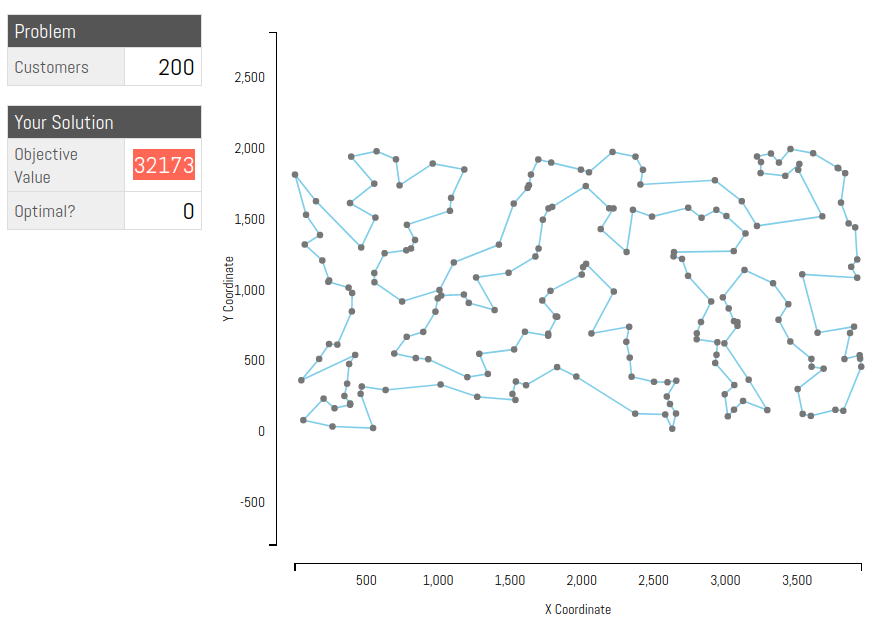 Problem
Customers 200
Your Solution
Objective Value 32173
Optimal? 0
2,500
2,000
1,500
1,000
500
0
-500
Y Coordinate
500 1,000 1,500 2,000 2,500 3,000 3,500
X Coordinate